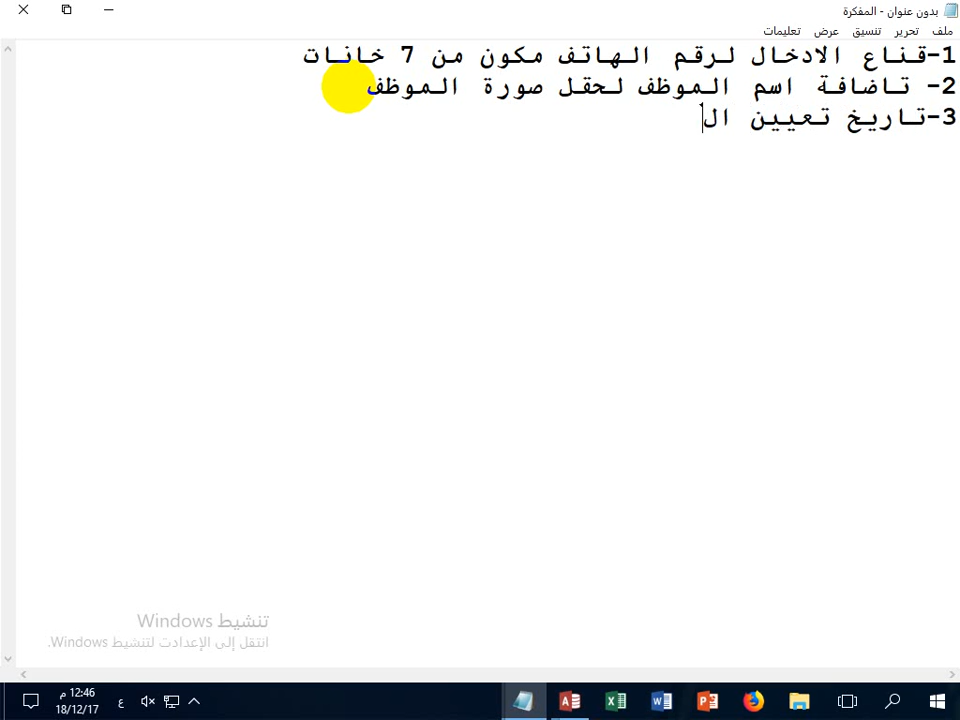 بدون عنوان - المفكرة
ملف تحرير تنسيق عرض تعليمات
1-قناع الادخال لرقم الهاتف مكون من 7 خانات
2- تاضافة اسم الموظف لحقل صورة الموظف
3-تاريخ تعيين ال
تنشيط Windows
انتقل إلى الإعدادت لتنشيط Windows.
12:46 م
ع
18/12/17